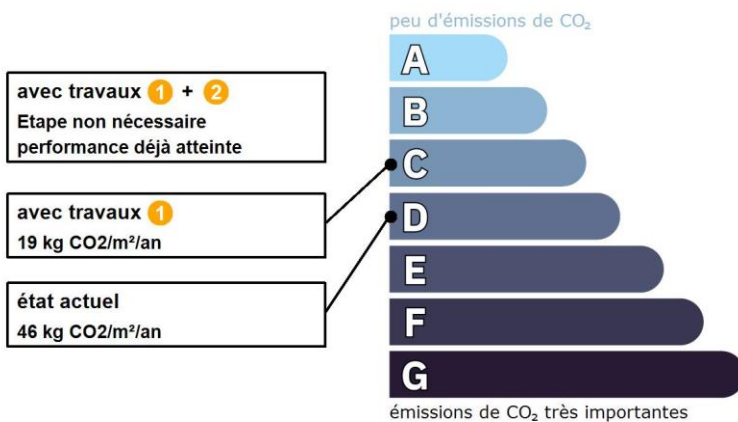 peu d'émissions de CO₂
avec travaux 1 + 2
Etape non nécessaire
performance déjà atteinte
avec travaux 1
19 kg CO2/m²/an
état actuel
46 kg CO2/m²/an
A
B
C
D
E
F
G
émissions de CO₂ très importantes